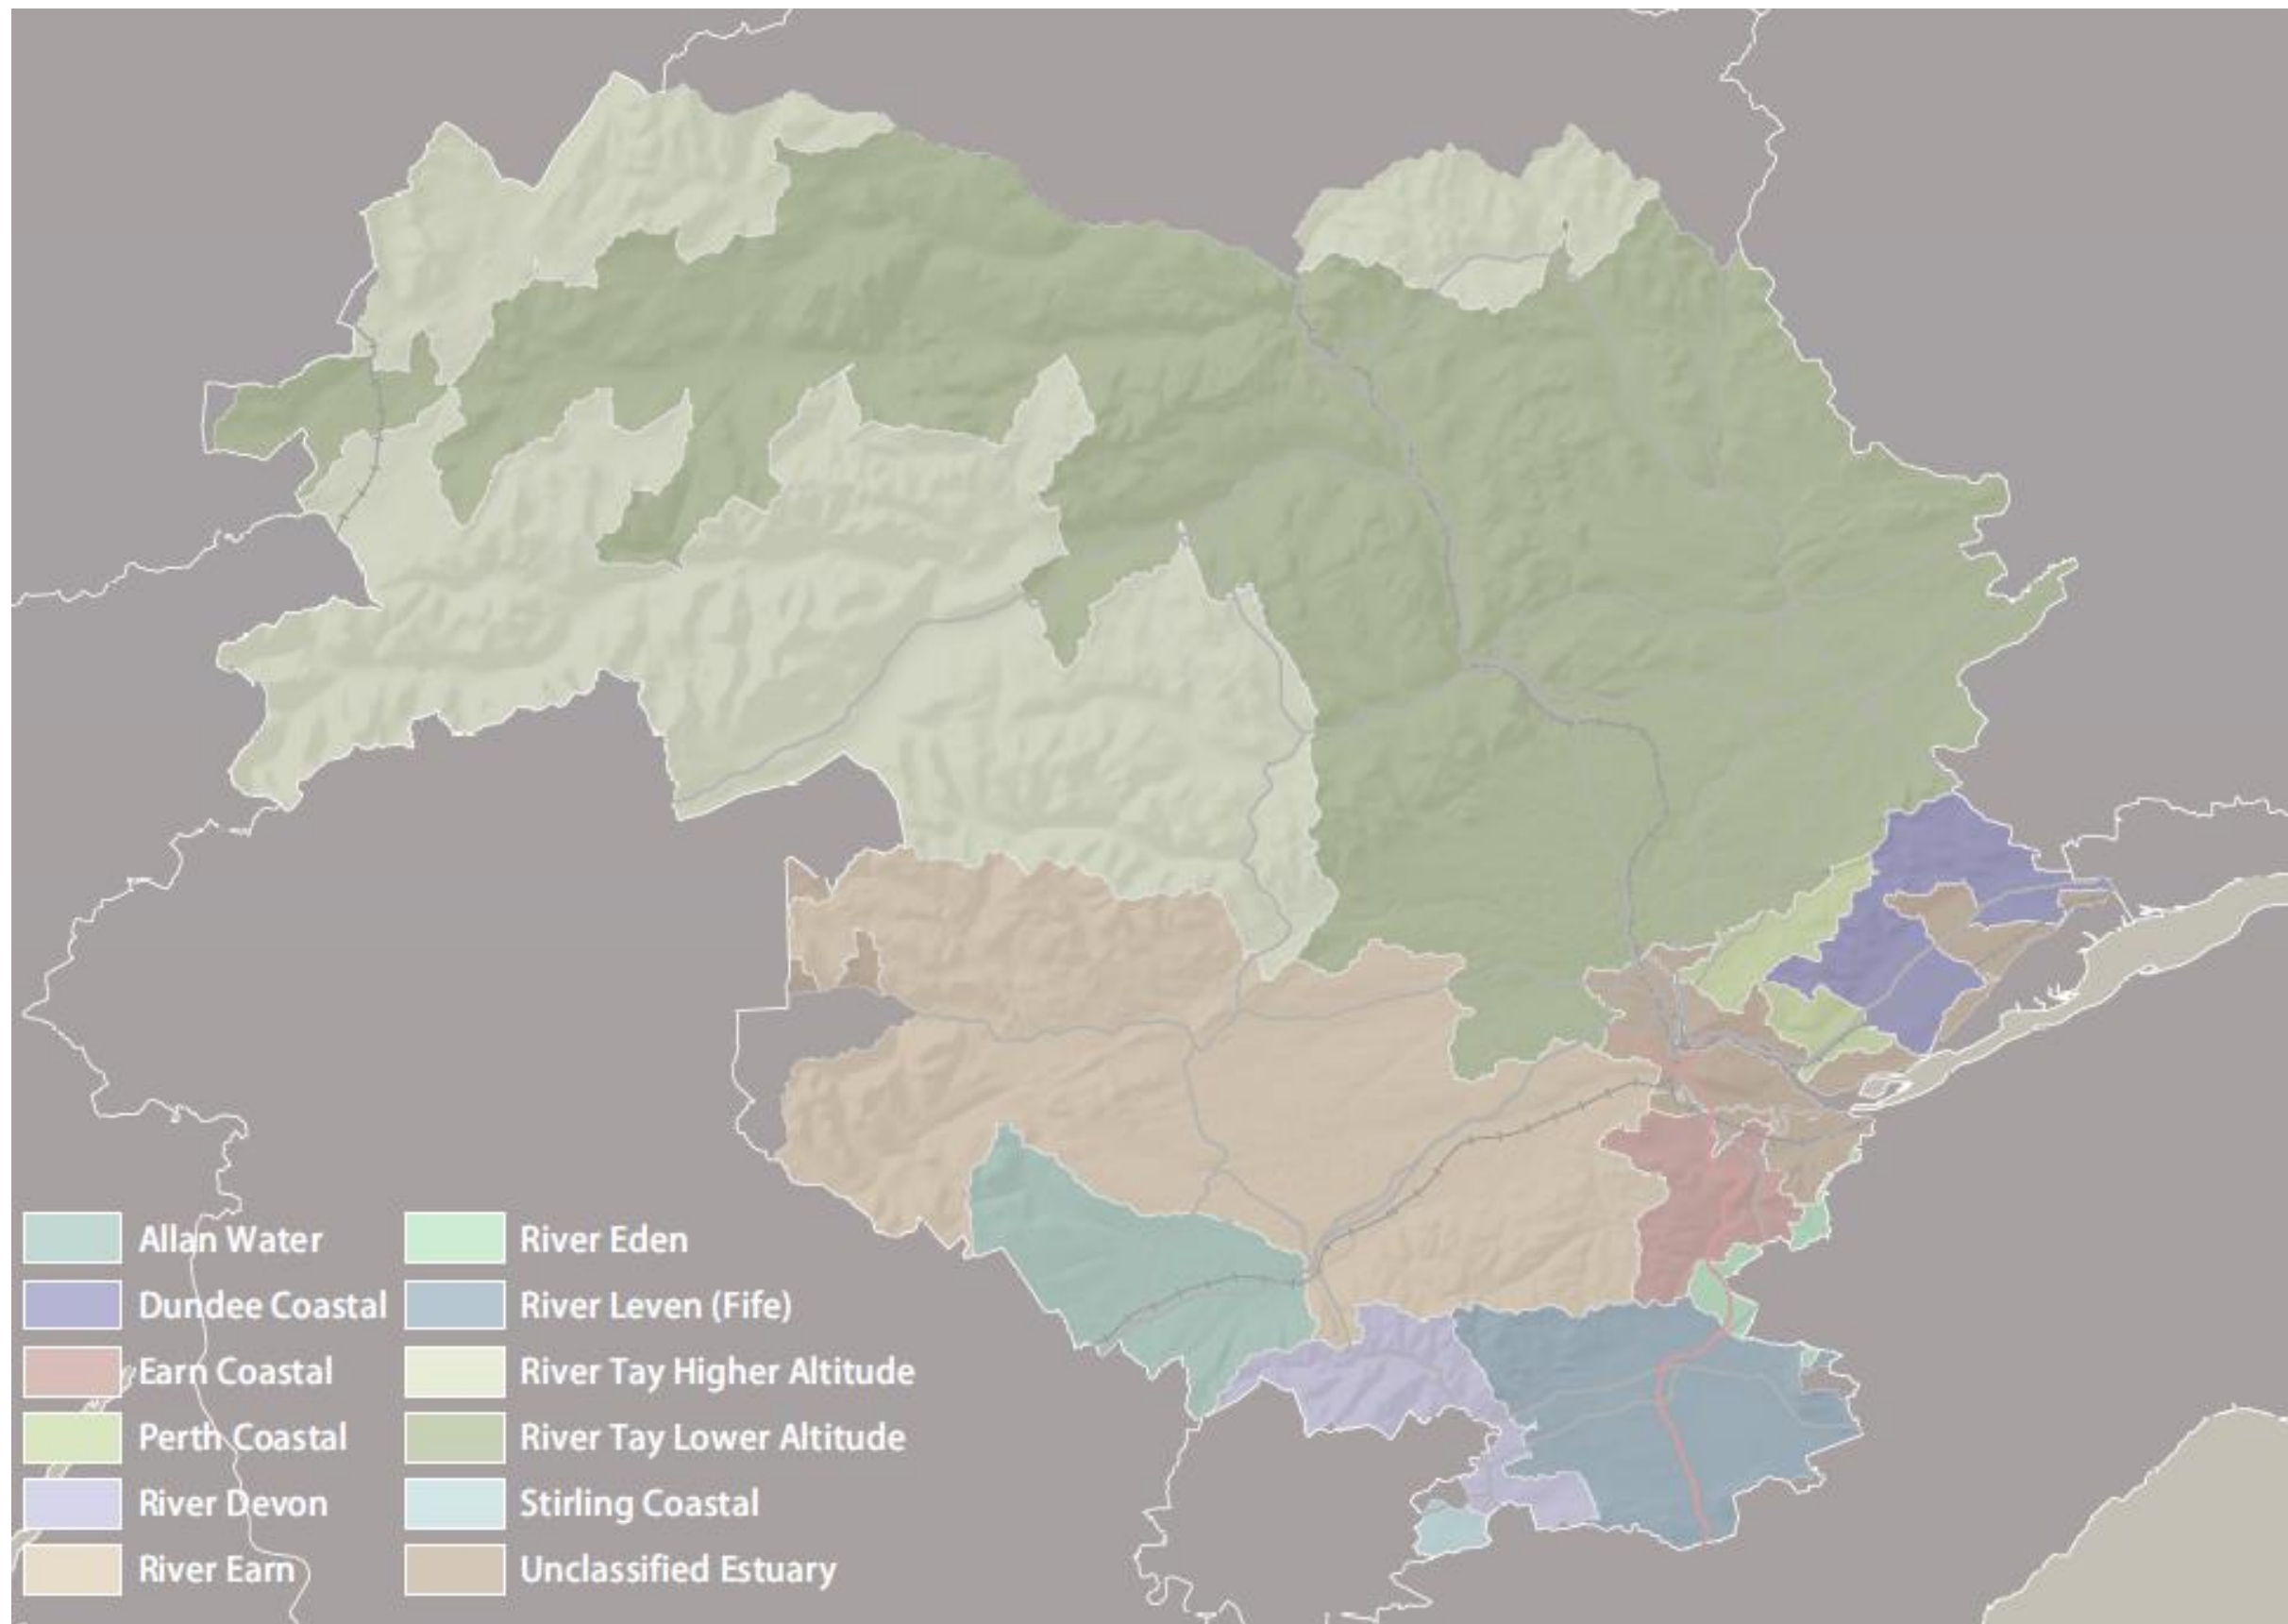 Allan Water
Dundee Coastal
Earn Coastal
Perth Coastal
River Devon
River Earn
River Eden
River Leven (Fife)
River Tay Higher Altitude
River Tay Lower Altitude
Stirling Coastal
Unclassified Estuary